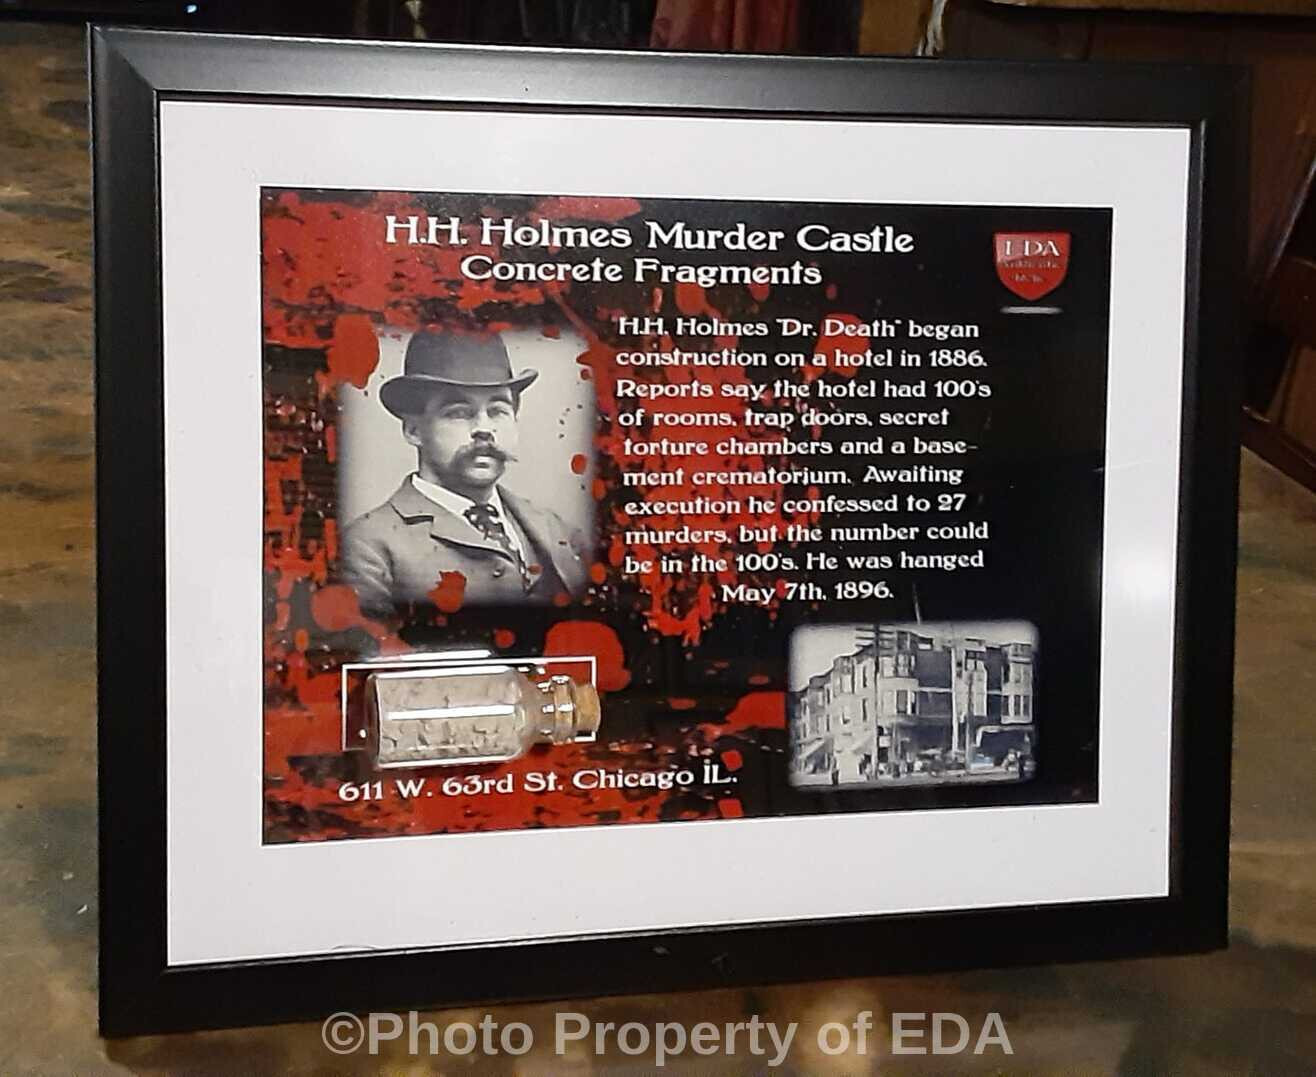 H.H. Holmes Murder Castle
Concrete Fragments
EDA
H.H. Holmes "Dr. Death" began
construction on a hotel in 1886.
Reports say the hotel had 100's
of rooms, trap doors, secret
torture chambers and a base-
ment crematorium. Awaiting
execution he confessed to 27
murders, but the number could
be in the 100's. He was hanged
May 7th, 1896.
611 W. 63rd St. Chicago IL.
©Photo Property of EDA